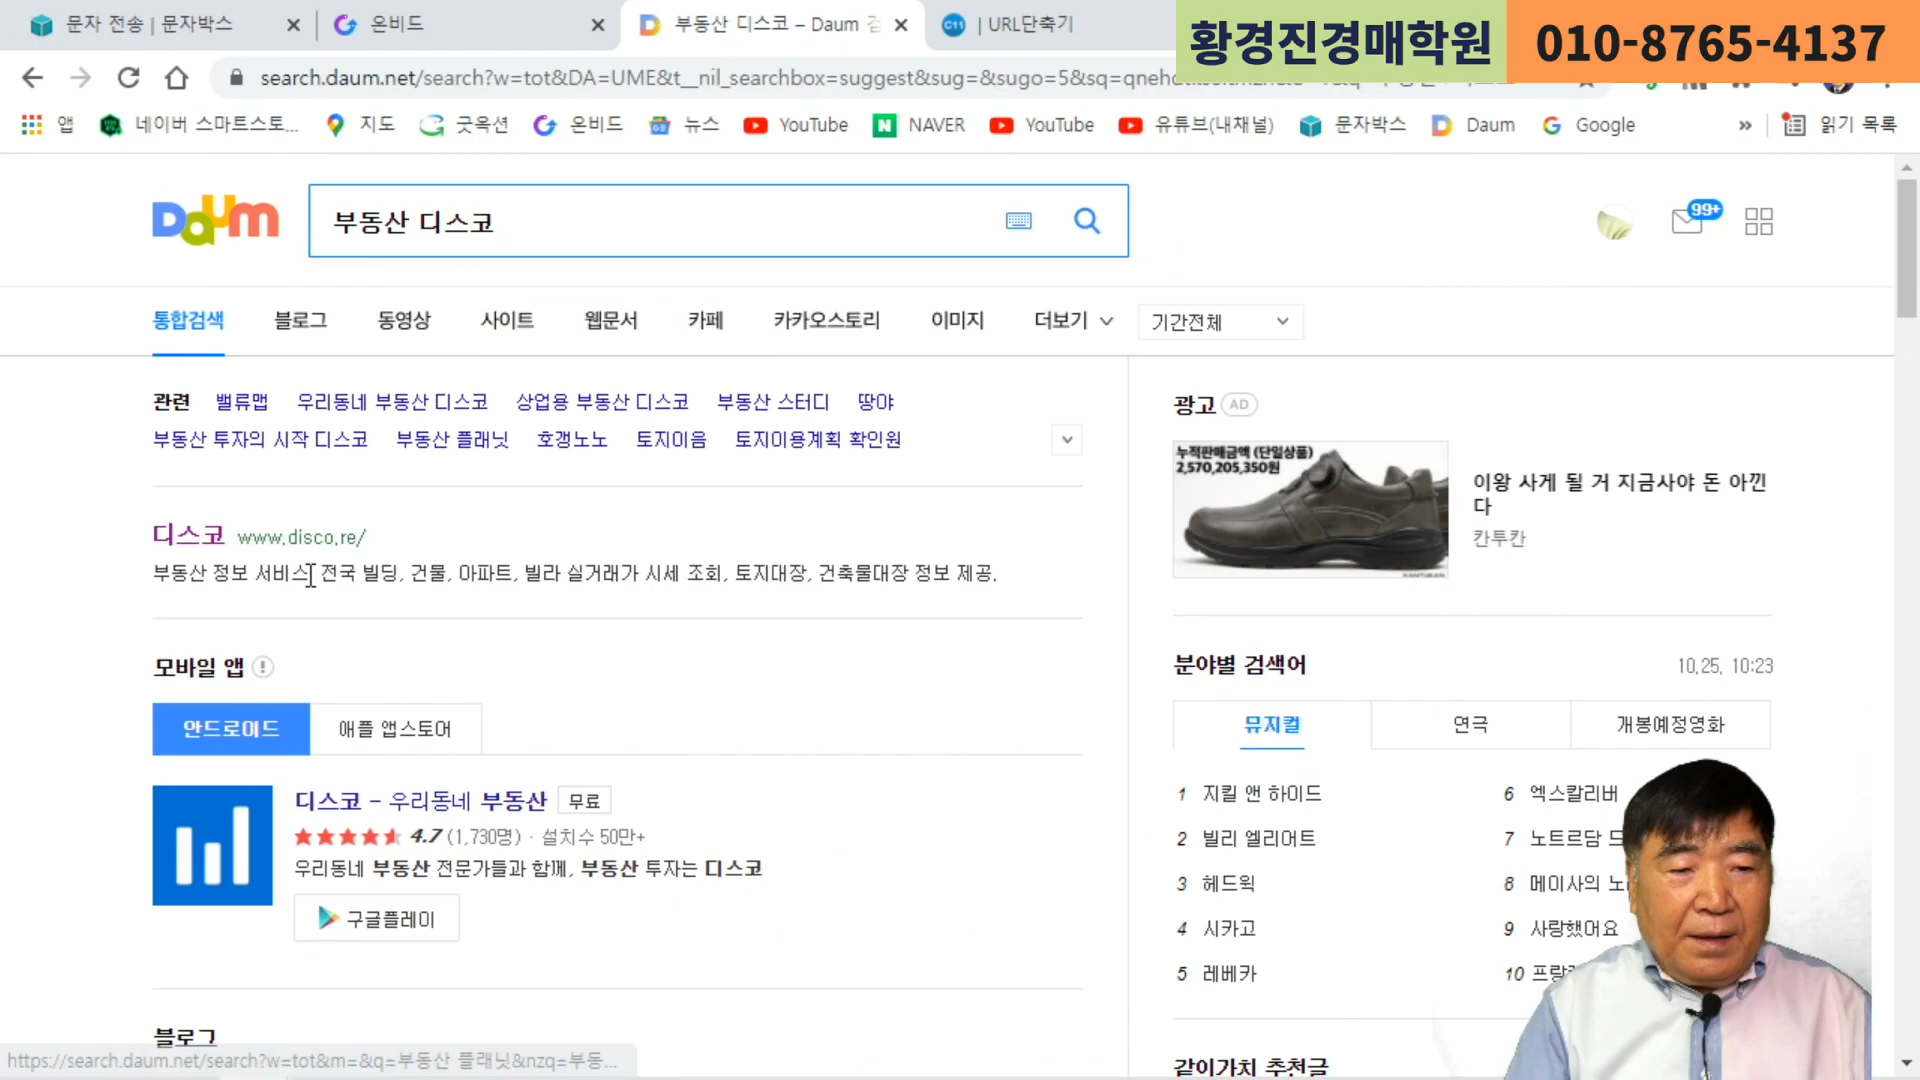 문자 전송 | 문자박스
온비드
부동산 디스코 – Daum 검
| URL단축기
황경진경매학원
010-8765-4137
search.daum.net/search?w=tot&DA=UME&t__nil_searchbox=suggest&sug=&sugo=5&sq=
앱
네이버 스마트스토...
지도
굿옥션
온비드
뉴스
YouTube
NAVER
YouTube
유튜브(내채널)
문자박스
Daum
Google
»
읽기 목록
Daum
부동산 디스코
99+
통합검색
블로그
동영상
사이트
웹문서
카페
카카오스토리
이미지
더보기
기간전체
관련 밸류맵 우리동네 부동산 디스코 상업용 부동산 디스코 부동산 스터디 땅야
부동산 투자의 시작 디스코 부동산 플래닛 호갱노노 토지이음 토지이용계획 확인원
디스코 www.disco.re/
부동산 정보 서비스, 전국 빌딩, 건물, 아파트, 빌라 실거래가 시세 조회, 토지대장, 건축물대장 정보 제공.
모바일 앱
안드로이드
애플 앱스토어
디스코 – 우리동네 부동산 무료
4.7 (1,730명) · 설치수 50만+
우리동네 부동산 전문가들과 함께, 부동산 투자는 디스코
구글플레이
블로그
https://search.daum.net/search?w=tot&m=&q=부동산 플래닛&nzq=부동...
광고 AD
누적판매금액 (단일상품)
2,570,205,350원
이왕 사게 될 거 지금사야 돈 아낀
다
칸투칸
분야별 검색어
10.25. 10:23
뮤지컬
연극
개봉예정영화
1 지킬 앤 하이드
2 빌리 엘리어트
3 헤드윅
4 시카고
5 레베카
6 엑스칼리버
7 노트르담 드
8 메이사의 노
9 사랑했어요
10 프랑
같이가치 추천글